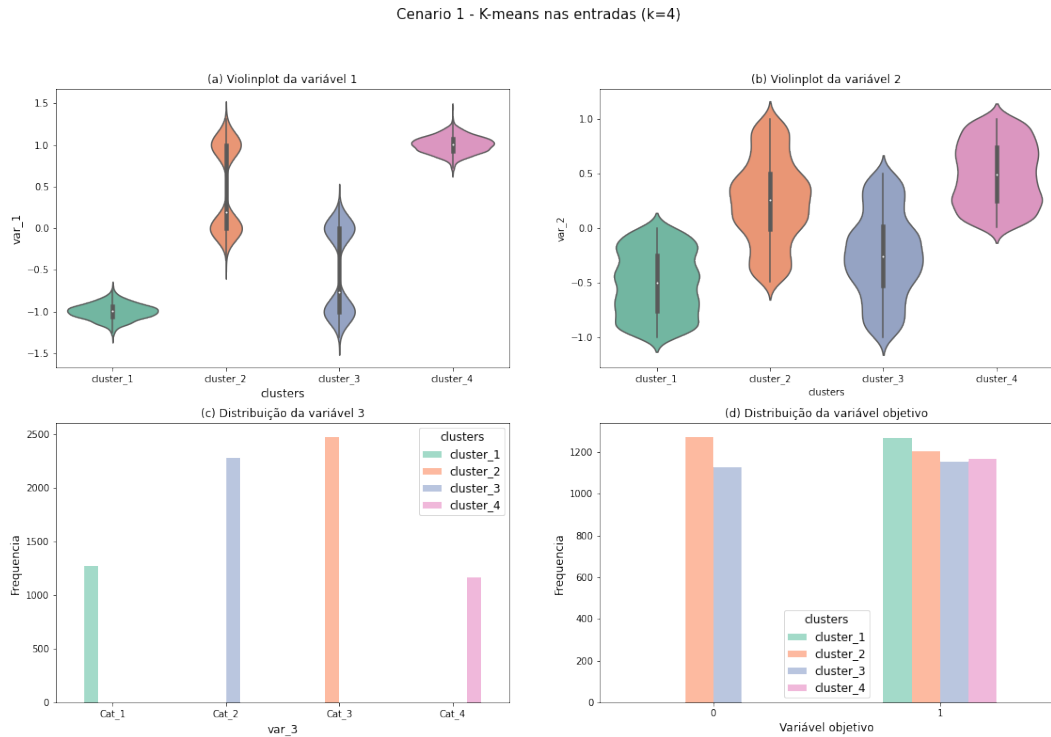 Cenario 1 - K-means nas entradas (k=4)
(a) Violinplot da variável 1
1.5
1.0
0.5
0.0
−0.5
−1.0
−1.5
var_1
cluster_1 cluster_2 cluster_3 cluster_4
clusters
(b) Violinplot da variável 2
1.0
0.5
0.0
−0.5
−1.0
var_2
cluster_1 cluster_2 cluster_3 cluster_4
clusters
(c) Distribuição da variável 3
2500
2000
1500
1000
500
0
Frequencia
clusters
cluster_1
cluster_2
cluster_3
cluster_4
Cat_1 Cat_2 Cat_3 Cat_4
var_3
(d) Distribuição da variável objetivo
1200
1000
800
600
400
200
0
Frequencia
clusters
cluster_1
cluster_2
cluster_3
cluster_4
0 1
Variável objetivo